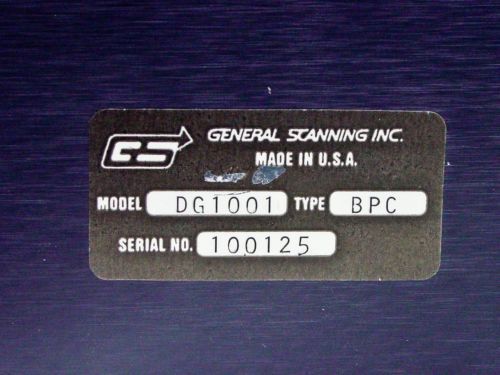 GS GENERAL SCANNING INC.
MADE IN U.S.A.
MODEL DG1001 TYPE BPC
SERIAL NO. 100125